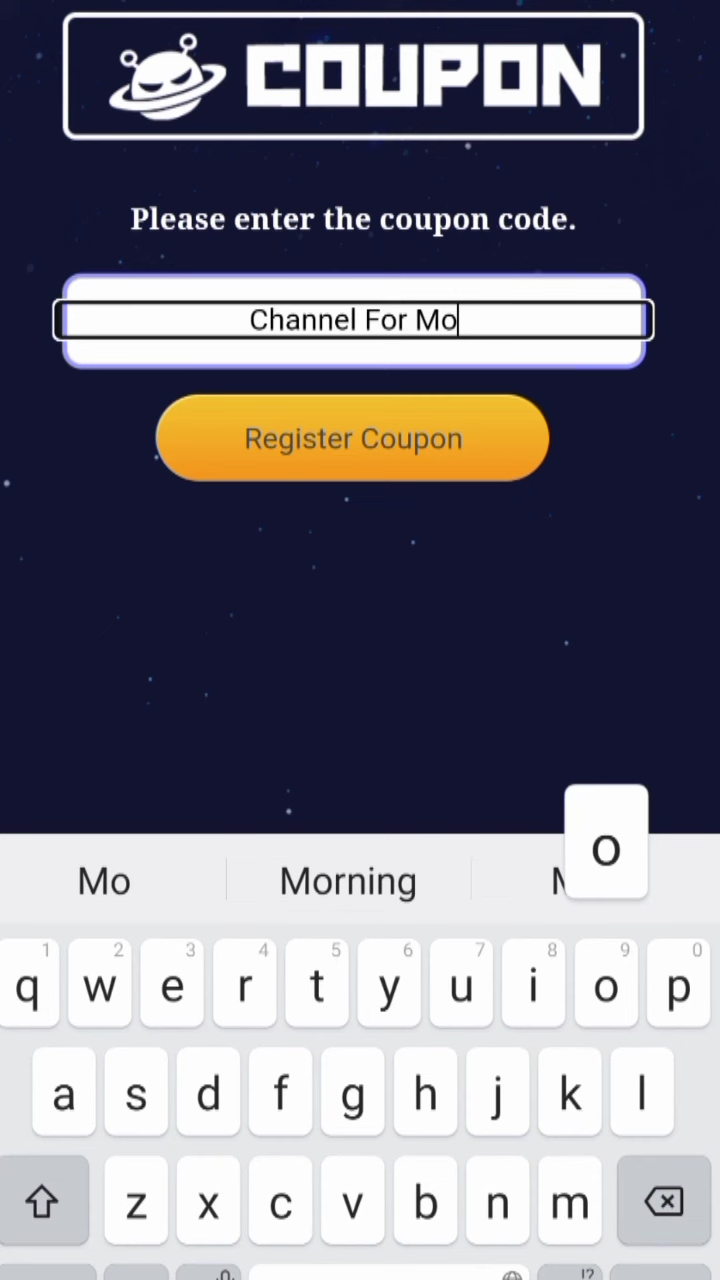 COUPON
Please enter the coupon code.
Channel For Mo
Register Coupon
Mo Morning
o
1 2 3 4 5 6 7 8 9 0
q w e r t y u i o p
a s d f g h j k l
z x c v b n m
!?